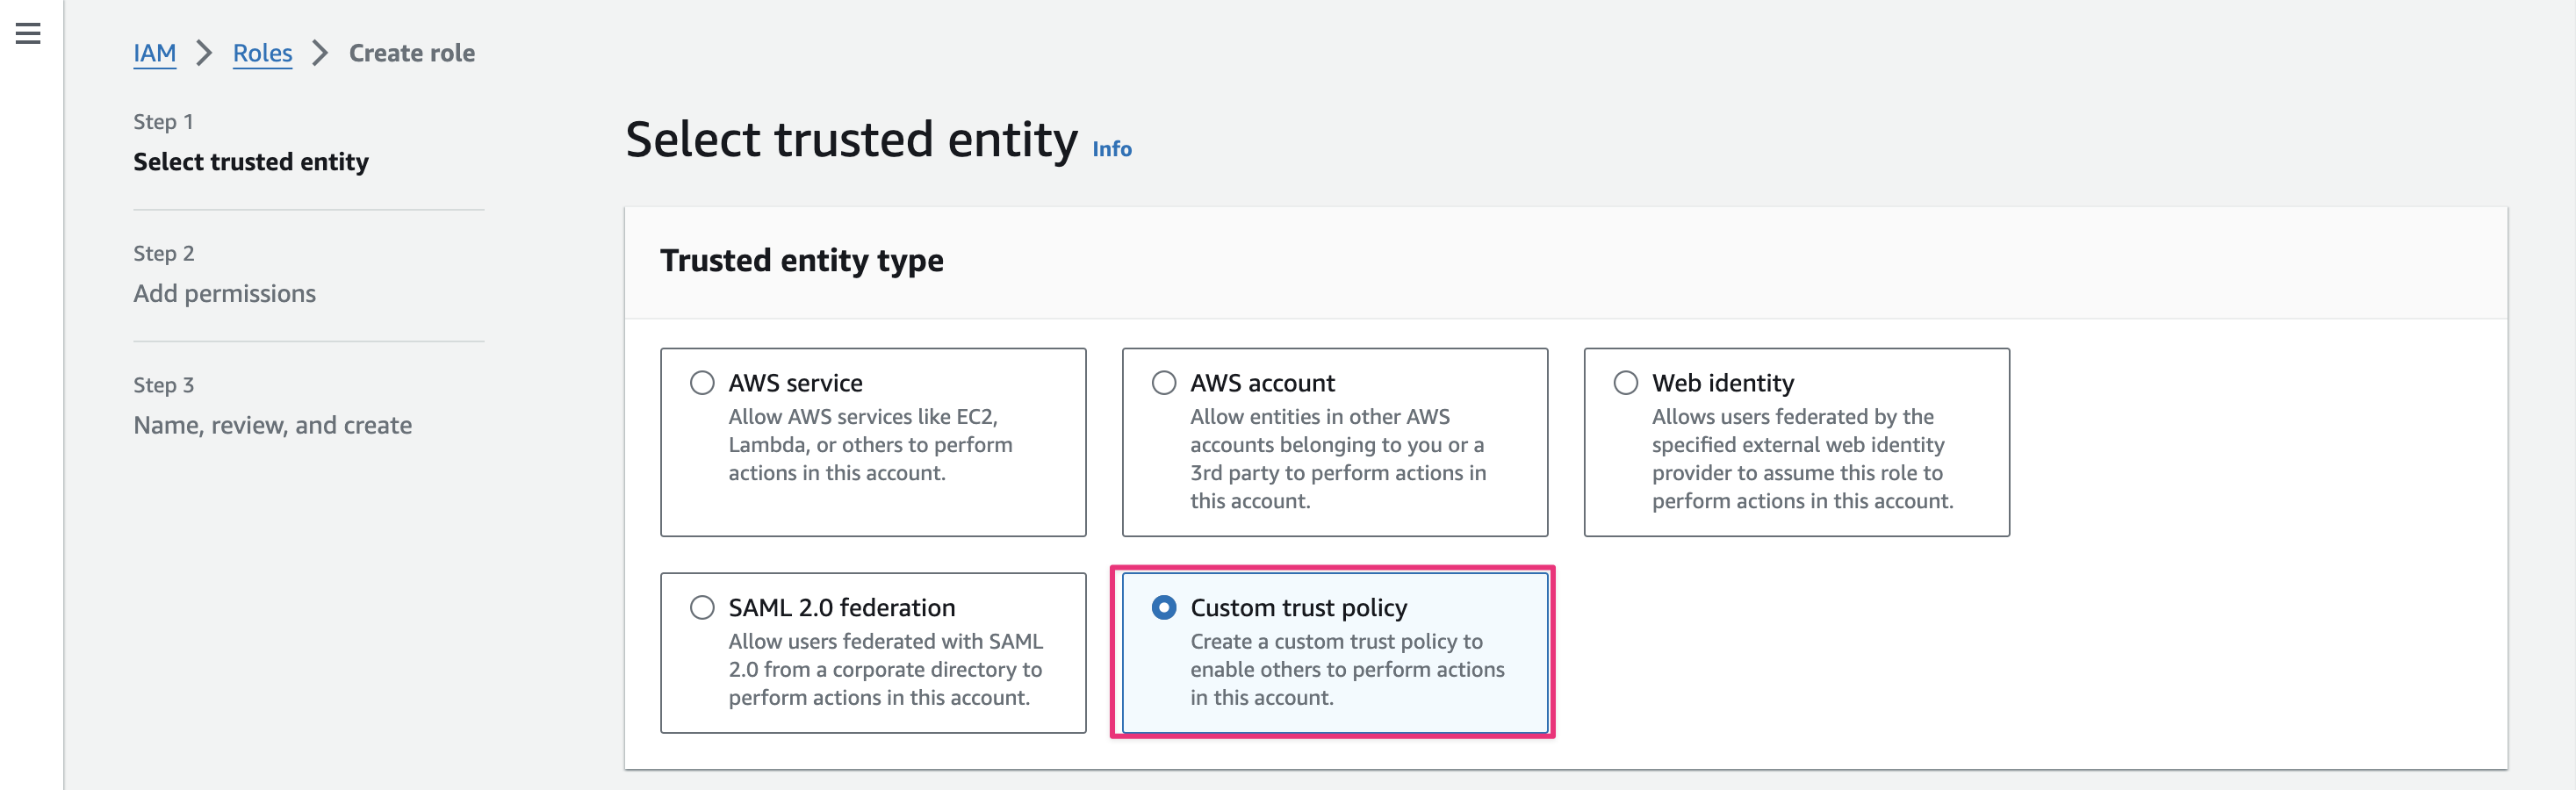 IAM > Roles > Create role
Step 1
Select trusted entity
Step 2
Add permissions
Step 3
Name, review, and create
Select trusted entity Info
Trusted entity type
AWS service
Allow AWS services like EC2,
Lambda, or others to perform
actions in this account.
AWS account
Allow entities in other AWS
accounts belonging to you or a
3rd party to perform actions in
this account.
Web identity
Allows users federated by the
specified external web identity
provider to assume this role to
perform actions in this account.
SAML 2.0 federation
Allow users federated with SAML
2.0 from a corporate directory to
perform actions in this account.
Custom trust policy
Create a custom trust policy to
enable others to perform actions
in this account.